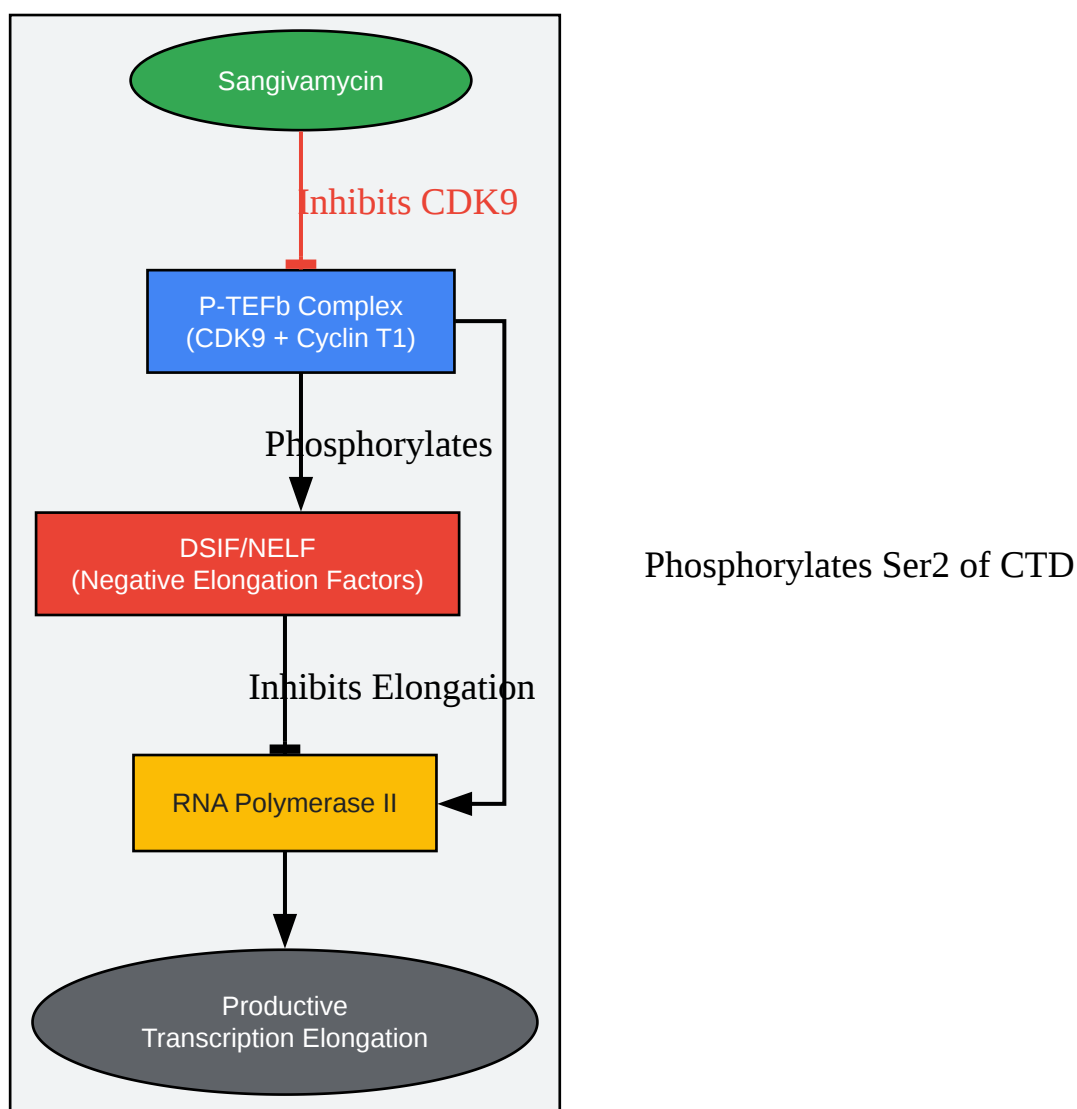 Sangivamycin
Inhibits CDK9
P-TEFb Complex
(CDK9 + Cyclin T1)
Phosphorylates
DSIF/NELF
(Negative Elongation Factors)
Phosphorylates Ser2 of CTD
Inhibits Elongation
RNA Polymerase II
Productive
Transcription Elongation